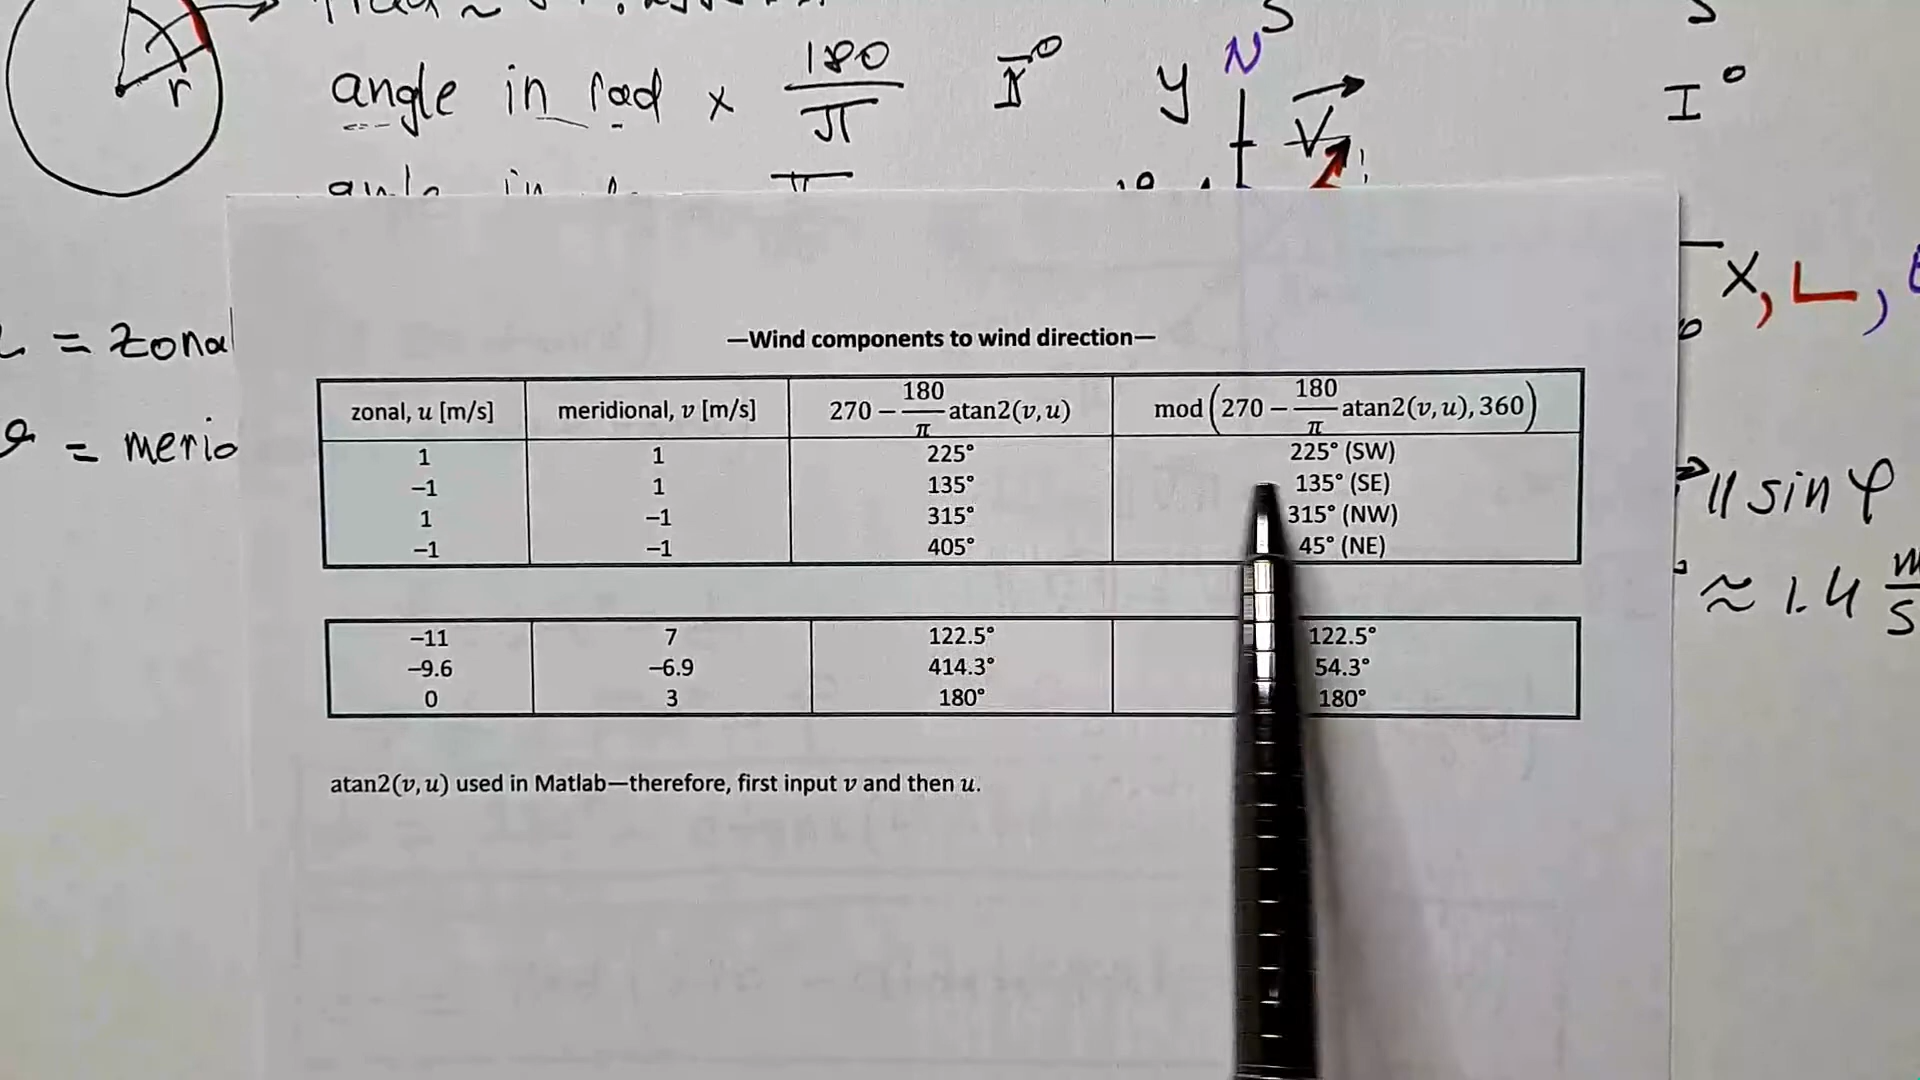 angle in rad × 180/π I° y N S
V I°
= zona
= merio
X, L,
r
—Wind components to wind direction—
zonal, u [m/s] meridional, v [m/s] 270 − 180/π atan2(v, u) mod(270 − 180/π atan2(v, u), 360)
1 1 225° 225° (SW)
−1 1 135° 135° (SE)
1 −1 315° 315° (NW)
−1 −1 405° 45° (NE)
−11 7 122.5° 122.5°
−9.6 −6.9 414.3° 54.3°
0 3 180° 180°
atan2(v, u) used in Matlab—therefore, first input v and then u.
|| sin φ
≈ 1.4 m/s